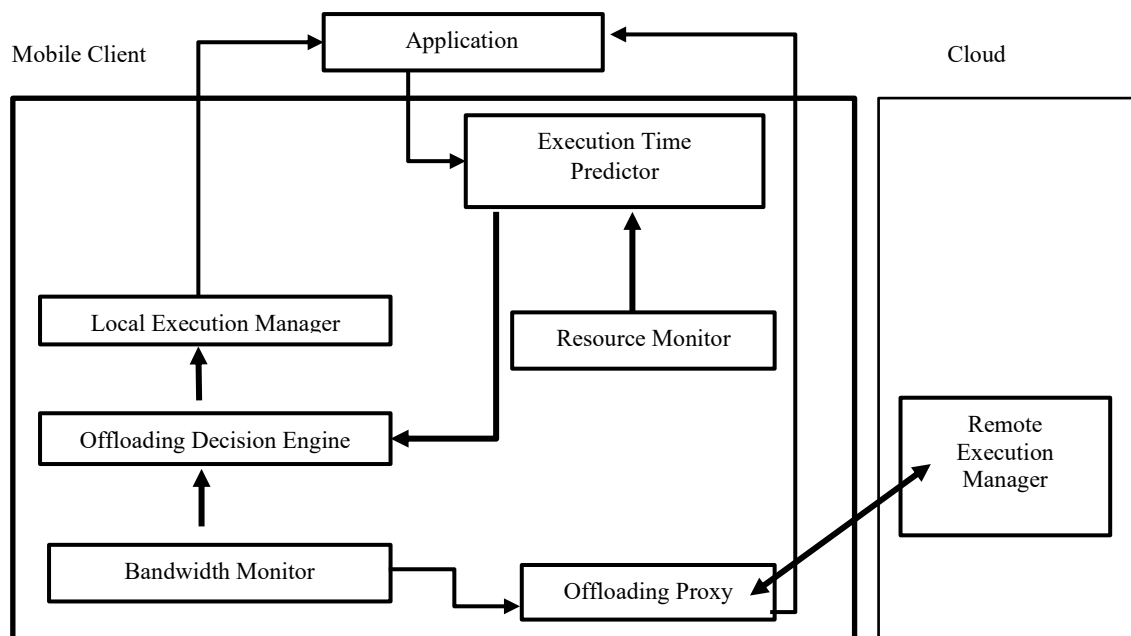 Application
Mobile Client
Cloud
Execution Time
Predictor
Local Execution Manager
Resource Monitor
Offloading Decision Engine
Remote
Execution
Manager
Bandwidth Monitor
Offloading Proxy